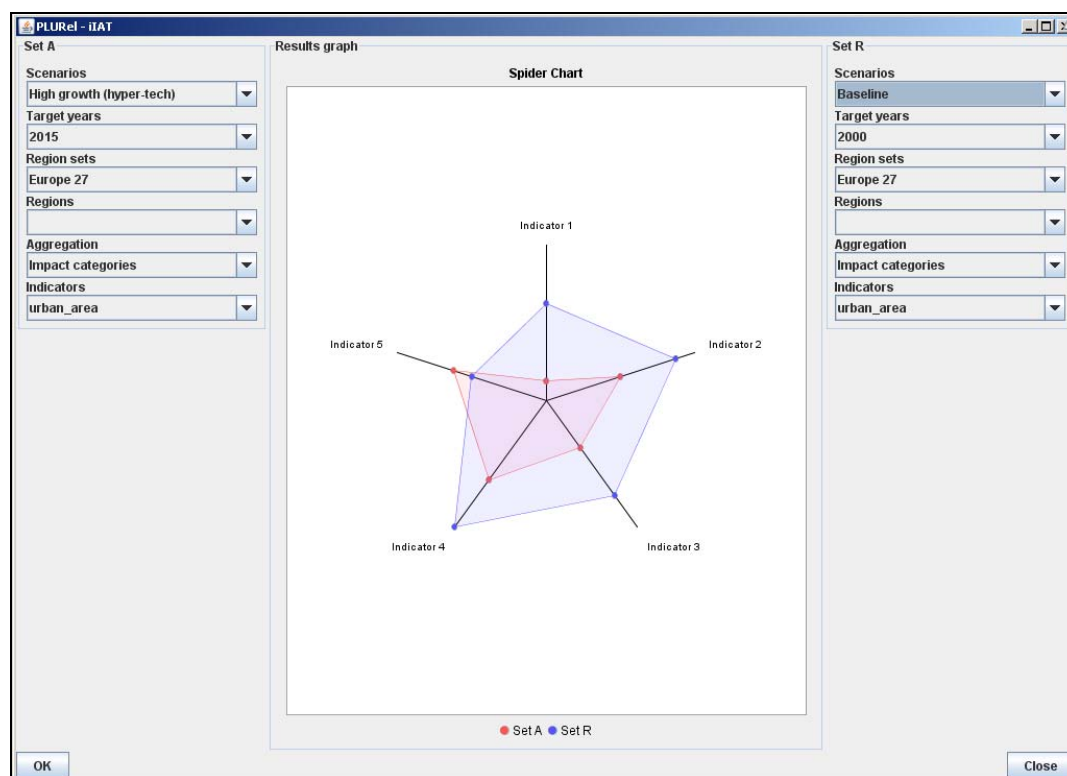 PLURel - iIAT
Set A
Scenarios
High growth (hyper-tech)
Target years
2015
Region sets
Europe 27
Regions
Aggregation
Impact categories
Indicators
urban_area
Results graph
Spider Chart
Indicator 1
Indicator 2
Indicator 3
Indicator 4
Indicator 5
Set A Set R
Set R
Scenarios
Baseline
Target years
2000
Region sets
Europe 27
Regions
Aggregation
Impact categories
Indicators
urban_area
OK
Close